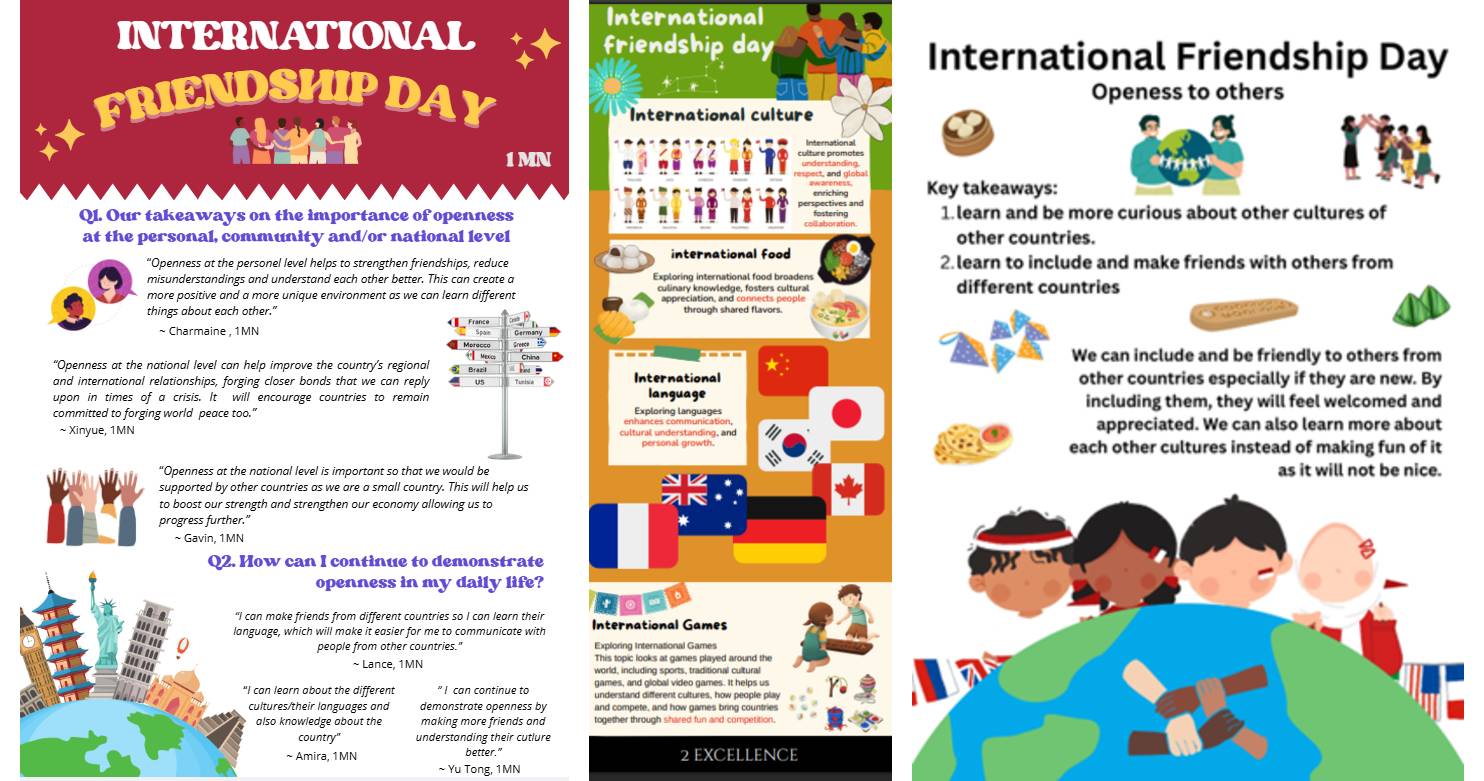 INTERNATIONAL
FRIENDSHIP DAY
1 MN
Q1. Our takeaways on the importance of openness
at the personal, community and/or national level
“Openness at the personel level helps to strengthen friendships, reduce
misunderstandings and understand each other better. This can create a
more positive and a more unique environment as we can learn different
things about each other.”
~ Charmaine , 1MN
“Openness at the national level can help improve the country’s regional
and international relationships, forging closer bonds that we can reply
upon in times of a crisis. It will encourage countries to remain
committed to forging world peace too.”
~ Xinyue, 1MN
France
Spain
Germany
Morocco
Greece
Mexico
China
Brazil
US
Tunisia
“Openness at the national level is important so that we would be
supported by other countries as we are a small country. This will help us
to boost our strength and strengthen our economy allowing us to
progress further.”
~ Gavin, 1MN
Q2. How can I continue to demonstrate
openness in my daily life?
“I can make friends from different countries so I can learn their
language, which will make it easier for me to communicate with
people from other countries.”
~ Lance, 1MN
“I can learn about the different
cultures/their languages and
also knowledge about the
country”
~ Amira, 1MN
” I can continue to
demonstrate openness by
making more friends and
understanding their cutlure
better.”
~ Yu Tong, 1MN
International
friendship day
International culture
International
culture promotes
understanding,
respect, and global
awareness,
enriching
perspectives and
fostering
collaboration.
international food
Exploring international food broadens
culinary knowledge, fosters cultural
appreciation, and connects people
through shared flavors.
International
language
Exploring languages
enhances communication,
cultural understanding, and
personal growth.
International Games
Exploring International Games
This topic looks at games played around the
world, including sports, traditional cultural
games, and global video games. It helps us
understand different cultures, how people play
and compete, and how games bring countries
together through shared fun and competition.
2 EXCELLENCE
International Friendship Day
Openess to others
Key takeaways:
1. learn and be more curious about other cultures of
other countries.
2. learn to include and make friends with others from
different countries
We can include and be friendly to others from
other countries especially if they are new. By
including them, they will feel welcomed and
appreciated. We can also learn more about
each other cultures instead of making fun of it
as it will not be nice.